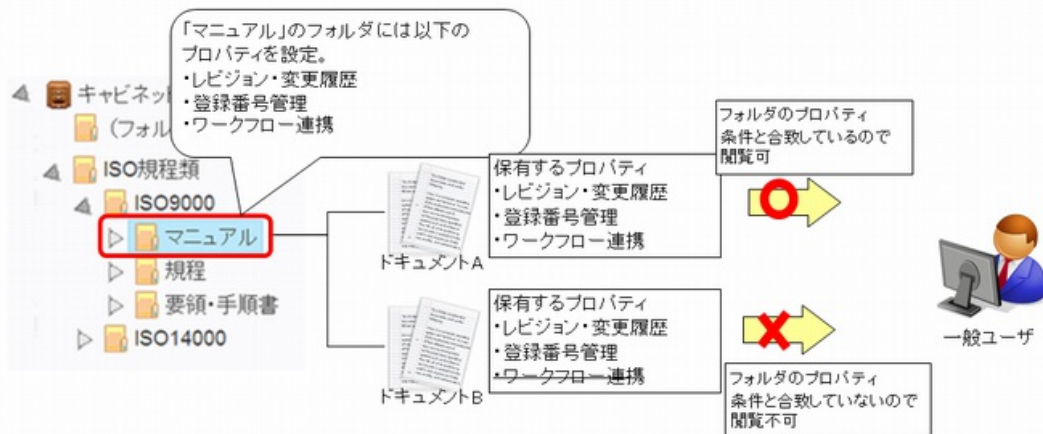 「マニュアル」のフォルダには以下の
プロパティを設定。
・レビジョン・変更履歴
・登録番号管理
・ワークフロー連携
キャビネッ
(フォル
ISO規程類
ISO9000
マニュアル
規程
要領・手順書
ISO14000
保有するプロパティ
・レビジョン・変更履歴
・登録番号管理
・ワークフロー連携
ドキュメントA
フォルダのプロパティ
条件と合致しているので
閲覧可
保有するプロパティ
・レビジョン・変更履歴
・登録番号管理
・ワークフロー連携
ドキュメントB
フォルダのプロパティ
条件と合致していないので
閲覧不可
一般ユーザ